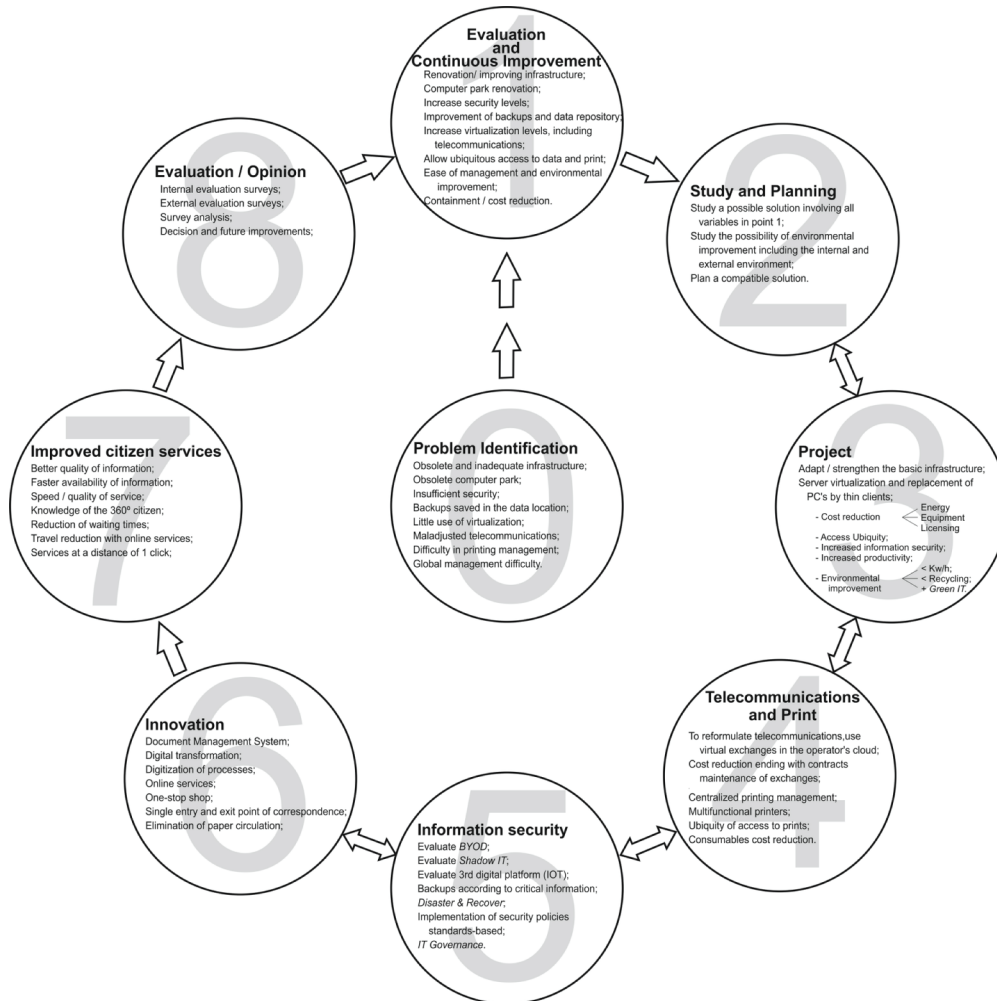 1
Evaluation
and
Continuous Improvement
Renovation/ improving infrastructure;
Computer park renovation;
Increase security levels;
Improvement of backups and data repository;
Increase virtualization levels, including
telecommunications;
Allow ubiquitous access to data and print;
Ease of management and environmental
improvement;
Containment / cost reduction.
2
Study and Planning
Study a possible solution involving all
variables in point 1;
Study the possibility of environmental
improvement including the internal and
external environment;
Plan a compatible solution.
3
Project
Adapt / strengthen the basic infrastructure;
Server virtualization and replacement of
PC's by thin clients;
- Cost reduction
Energy
Equipment
Licensing
- Access Ubiquity;
- Increased information security;
- Increased productivity;
- Environmental
improvement
< Kw/h;
< Recycling;
+ Green IT.
4
Telecommunications
and Print
To reformulate telecommunications,use
virtual exchanges in the operator's cloud;
Cost reduction ending with contracts
maintenance of exchanges;
Centralized printing management;
Multifunctional printers;
Ubiquity of access to prints;
Consumables cost reduction.
5
Information security
Evaluate BYOD;
Evaluate Shadow IT;
Evaluate 3rd digital platform (IOT);
Backups according to critical information;
Disaster & Recover;
Implementation of security policies
standards-based;
IT Governance.
6
Innovation
Document Management System;
Digital transformation;
Digitization of processes;
Online services;
One-stop shop;
Single entry and exit point of correspondence;
Elimination of paper circulation;
7
Improved citizen services
Better quality of information;
Faster availability of information;
Speed / quality of service;
Knowledge of the 360º citizen;
Reduction of waiting times;
Travel reduction with online services;
Services at a distance of 1 click;
8
Evaluation / Opinion
Internal evaluation surveys;
External evaluation surveys;
Survey analysis;
Decision and future improvements;
0
Problem Identification
Obsolete and inadequate infrastructure;
Obsolete computer park;
Insufficient security;
Backups saved in the data location;
Little use of virtualization;
Maladjusted telecommunications;
Difficulty in printing management;
Global management difficulty.